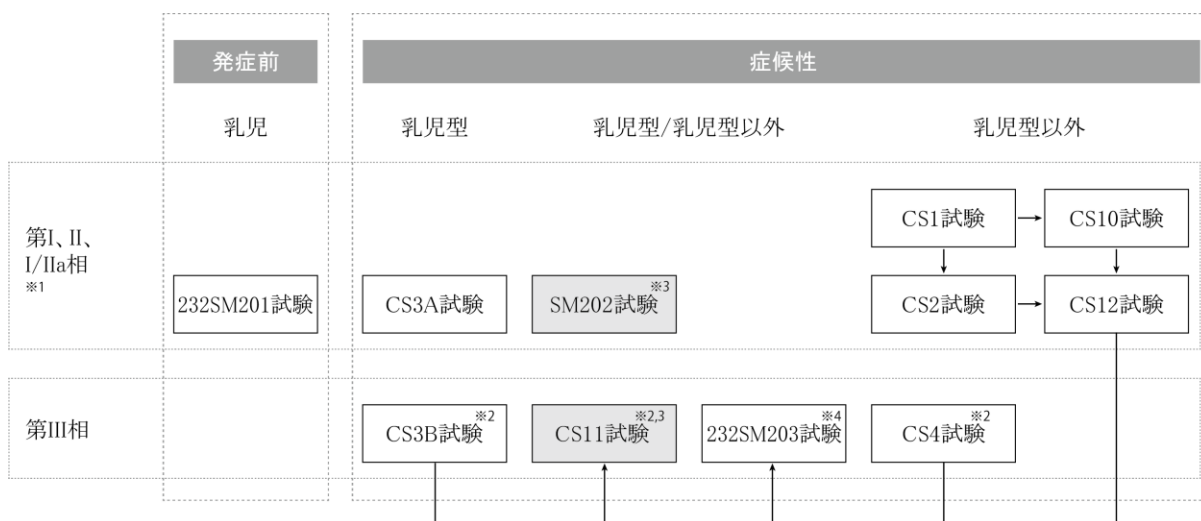 発症前
症候性
乳児
乳児型
乳児型/乳児型以外
乳児型以外
第I、II、
I/IIa相
※1
CS1試験
CS10試験
232SM201試験
CS3A試験
SM202試験※3
CS2試験
CS12試験
第III相
CS3B試験※2
CS11試験※2,3
232SM203試験※4
CS4試験※2